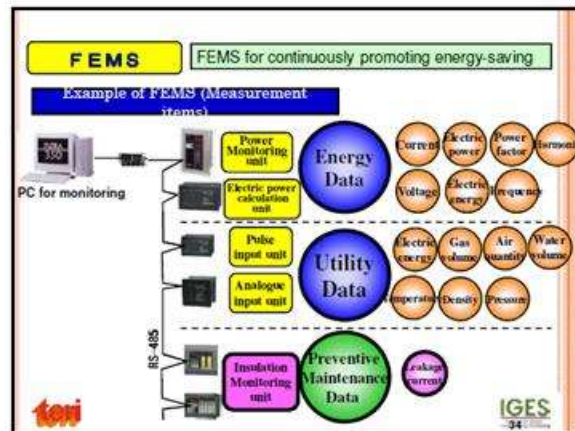 FEMS
FEMS for continuously promoting energy-saving
Example of FEMS (Measurement
items)
PC for monitoring
Power
Monitoring
unit
Electric power
calculation
unit
Energy
Data
Current
Electric
power
Power
factor
Harmoni
Voltage
Electric
energy
Frequency
Pulse
input unit
Analogue
input unit
Utility
Data
Electric
energy
Gas
volume
Air
quantity
Water
volume
Temperature
Density
Pressure
RS-485
Insulation
Monitoring
unit
Preventive
Maintenance
Data
Leakage
current
teri
IGES
34